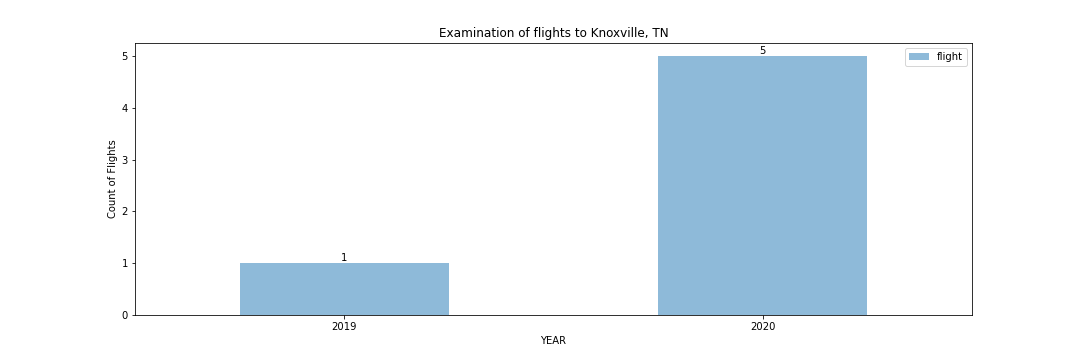 Examination of flights to Knoxville, TN
5
flight
5
4
3
2
1
0
1
Count of Flights
2019
2020
YEAR